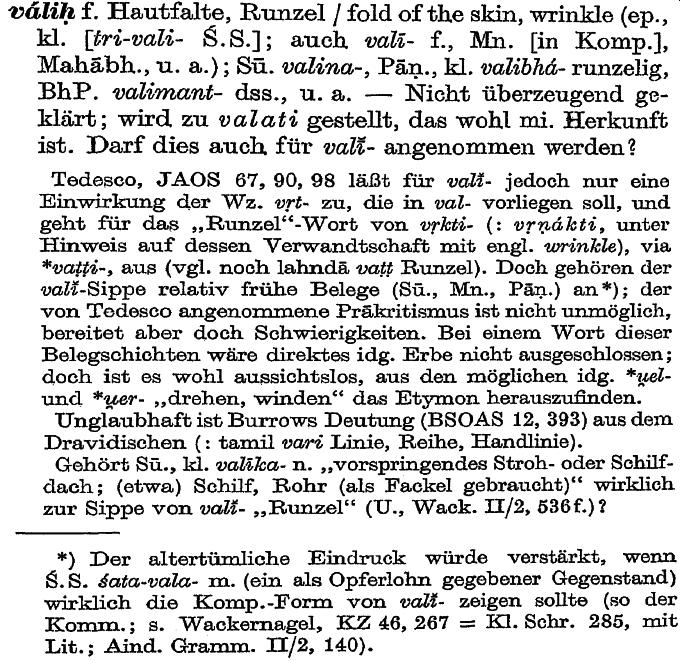 váliḥ f. Hautfalte, Runzel / fold of the skin, wrinkle (ep.,
kl. [tri-vali- Ś.S.]; auch valī- f., Mn. [in Komp.],
Mahābh., u. a.); Sū. valina-, Pāṇ., kl. valibhá- runzelig,
BhP. valimant- dss., u. a. — Nicht überzeugend ge-
klärt; wird zu valati gestellt, das wohl mi. Herkunft
ist. Darf dies auch für valī̆- angenommen werden?
Tedesco, JAOS 67, 90, 98 läßt für valī̆- jedoch nur eine
Einwirkung der Wz. vṛt- zu, die in val- vorliegen soll, und
geht für das „Runzel“-Wort von vṛkti- (: vṛṇákti, unter
Hinweis auf dessen Verwandtschaft mit engl. wrinkle), via
*vaṭṭi-, aus (vgl. noch lahndā vaṭṭ Runzel). Doch gehören der
valī̆-Sippe relativ frühe Belege (Sū., Mn., Pāṇ.) an*); der
von Tedesco angenommene Prākritismus ist nicht unmöglich,
bereitet aber doch Schwierigkeiten. Bei einem Wort dieser
Belegschichten wäre direktes idg. Erbe nicht ausgeschlossen;
doch ist es wohl aussichtslos, aus den möglichen idg. *u̯el-
und *u̯er- „drehen, winden“ das Etymon herauszufinden.
Unglaubhaft ist Burrows Deutung (BSOAS 12, 393) aus dem
Dravidischen (: tamil vari Linie, Reihe, Handlinie).
Gehört Sū., kl. valīka- n. „vorspringendes Stroh- oder Schilf-
dach; (etwa) Schilf, Rohr (als Fackel gebraucht)“ wirklich
zur Sippe von valī̆- „Runzel“ (U., Wack. II/2, 536f.)?
*) Der altertümliche Eindruck würde verstärkt, wenn
Ś.S. śata-vala- m. (ein als Opferlohn gegebener Gegenstand)
wirklich die Komp.-Form von valī̆- zeigen sollte (so der
Komm.; s. Wackernagel, KZ 46, 267 = Kl. Schr. 285, mit
Lit.; Aind. Gramm. II/2, 140).